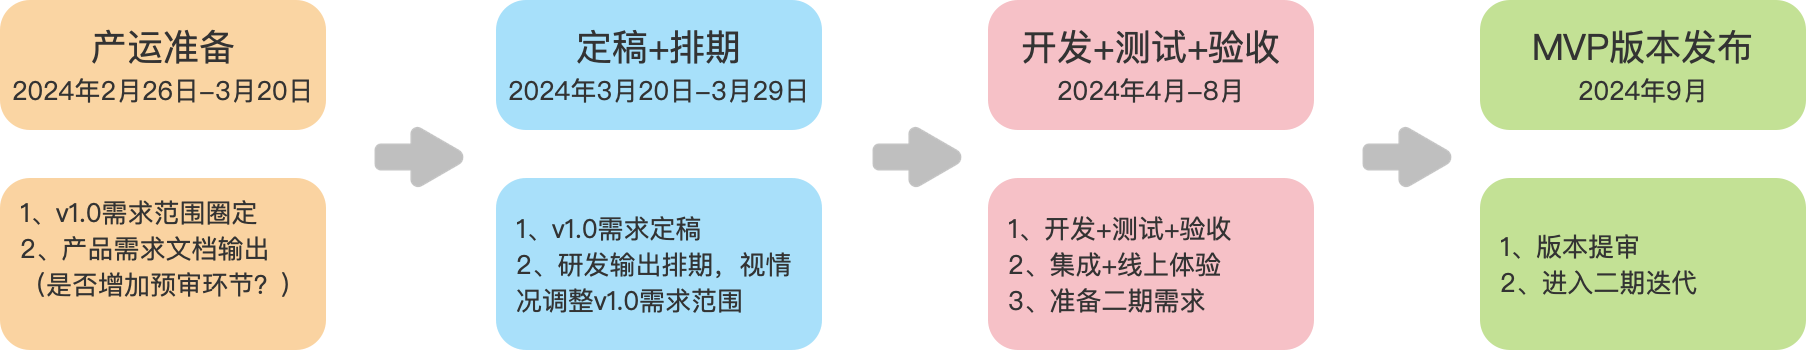 产运准备
2024年2月26日-3月20日
1、v1.0需求范围圈定
2、产品需求文档输出
（是否增加预审环节？）
定稿+排期
2024年3月20日-3月29日
1、v1.0需求定稿
2、研发输出排期，视情
况调整v1.0需求范围
开发+测试+验收
2024年4月-8月
1、开发+测试+验收
2、集成+线上体验
3、准备二期需求
MVP版本发布
2024年9月
1、版本提审
2、进入二期迭代